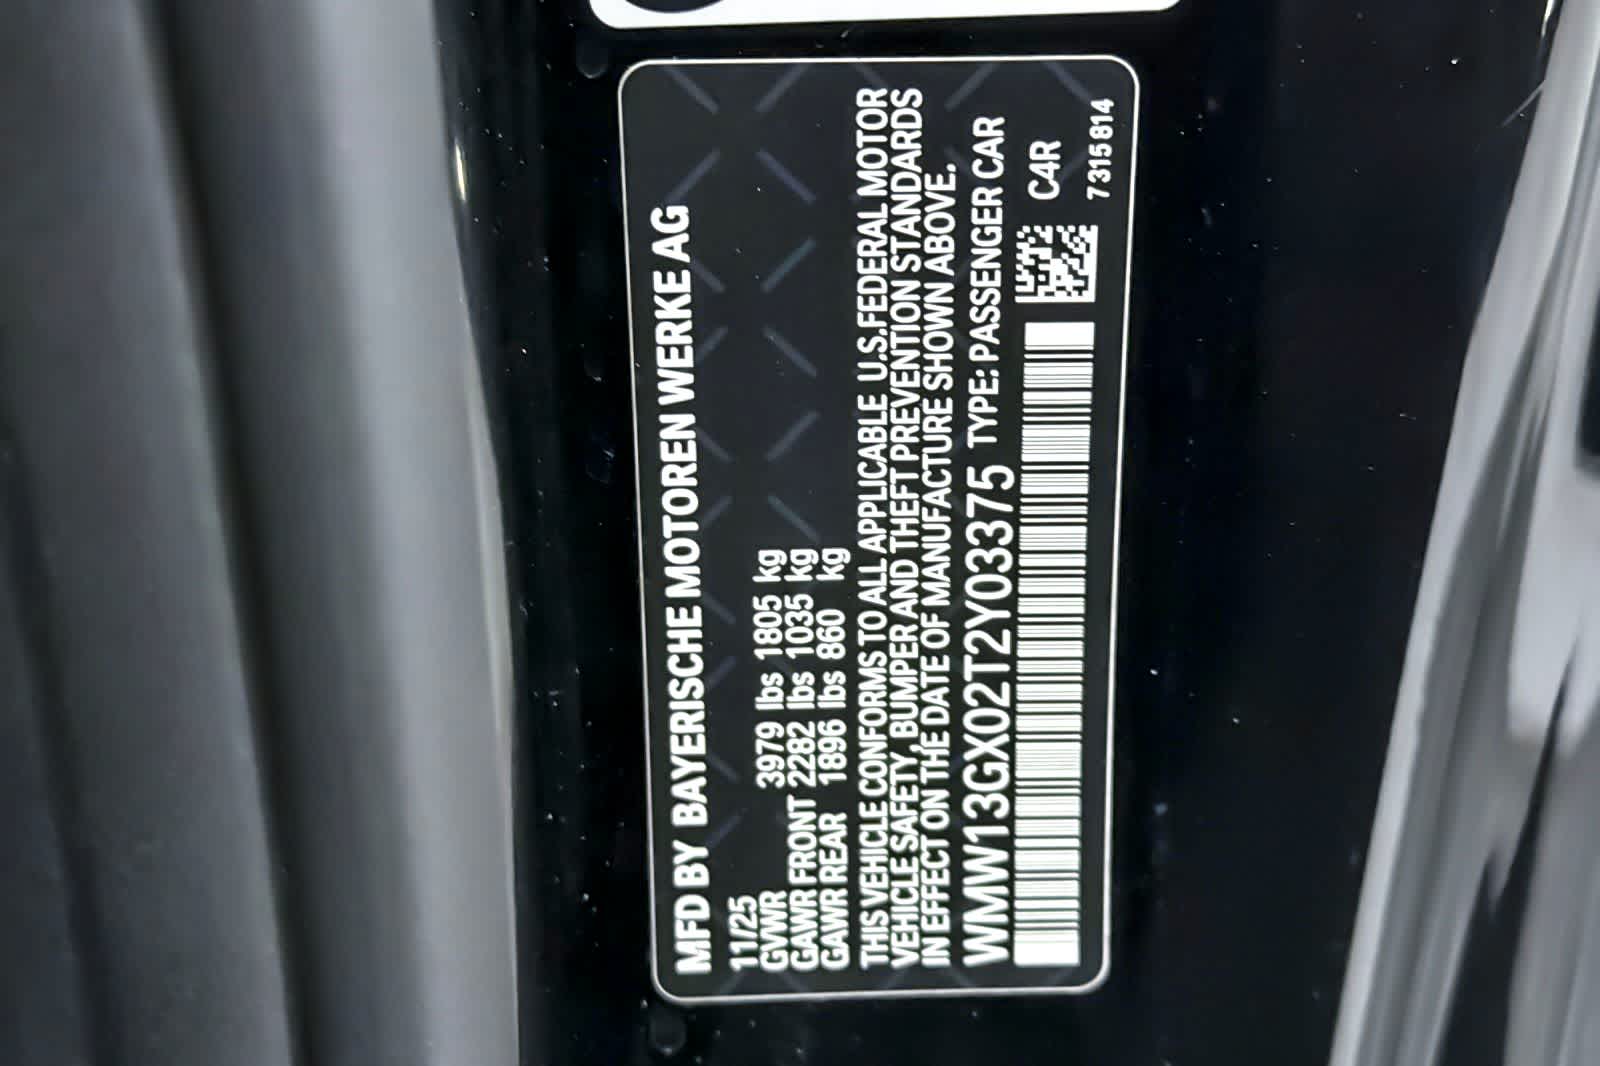 MFD BY BAYERISCHE MOTOREN WERKE AG
11/25
GVWR 3979 lbs 1805 kg
GAWR FRONT 2282 lbs 1035 kg
GAWR REAR 1896 lbs 860 kg
THIS VEHICLE CONFORMS TO ALL APPLICABLE U.S.FEDERAL MOTOR
VEHICLE SAFETY, BUMPER AND THEFT PREVENTION STANDARDS
IN EFFECT ON THE DATE OF MANUFACTURE SHOWN ABOVE.
WMW13GX02T2Y03375 TYPE: PASSENGER CAR
C4R
7315814